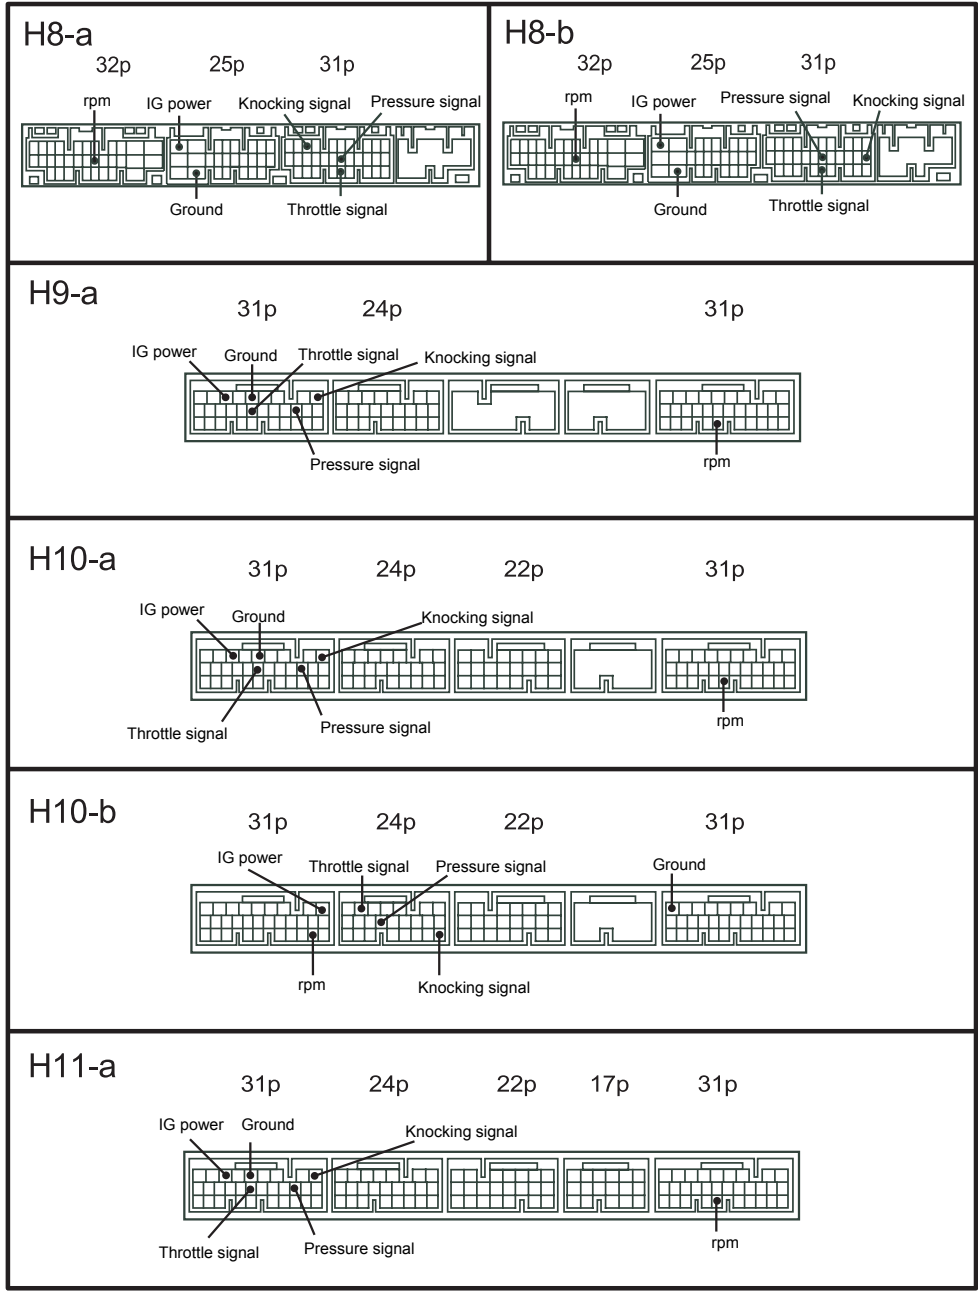 H8-a
32p 25p 31p
rpm IG power Knocking signal Pressure signal
Ground Throttle signal
H8-b
32p 25p 31p
rpm IG power Pressure signal Knocking signal
Ground Throttle signal
H9-a
31p 24p 31p
IG power Ground Throttle signal Knocking signal
Pressure signal rpm
H10-a
31p 24p 22p 31p
IG power Ground Knocking signal
Throttle signal Pressure signal rpm
H10-b
31p 24p 22p 31p
IG power Throttle signal Pressure signal Ground
rpm Knocking signal
H11-a
31p 24p 22p 17p 31p
IG power Ground Knocking signal
Throttle signal Pressure signal rpm